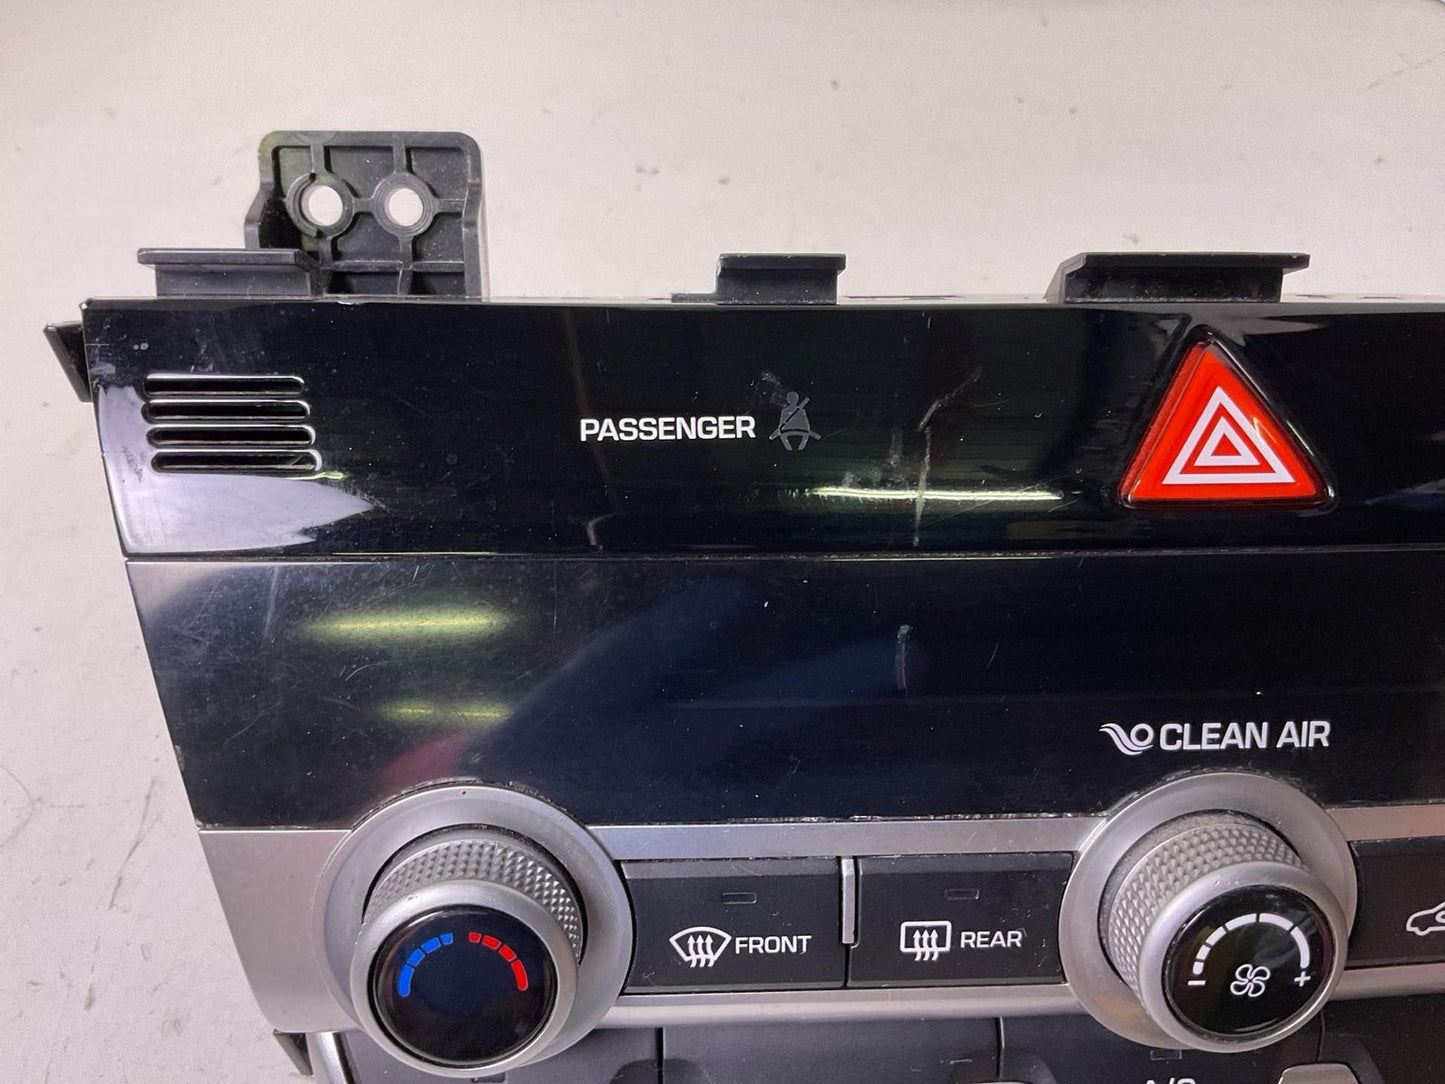 PASSENGER
CLEAN AIR
FRONT
REAR
- +
A/C